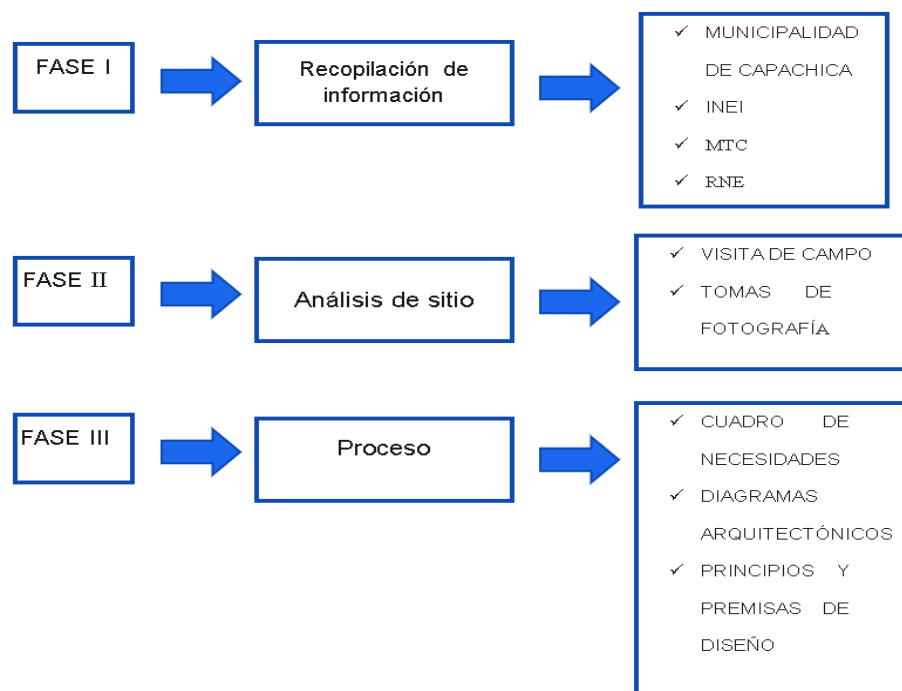 FASE I
Recopilación de
información
✓ MUNICIPALIDAD
DE CAPACHICA
✓ INEI
✓ MTC
✓ RNE
FASE II
Análisis de sitio
✓ VISITA DE CAMPO
✓ TOMAS DE
FOTOGRAFÍA
FASE III
Proceso
✓ CUADRO DE
NECESIDADES
✓ DIAGRAMAS
ARQUITECTÓNICOS
✓ PRINCIPIOS Y
PREMISAS DE
DISEÑO